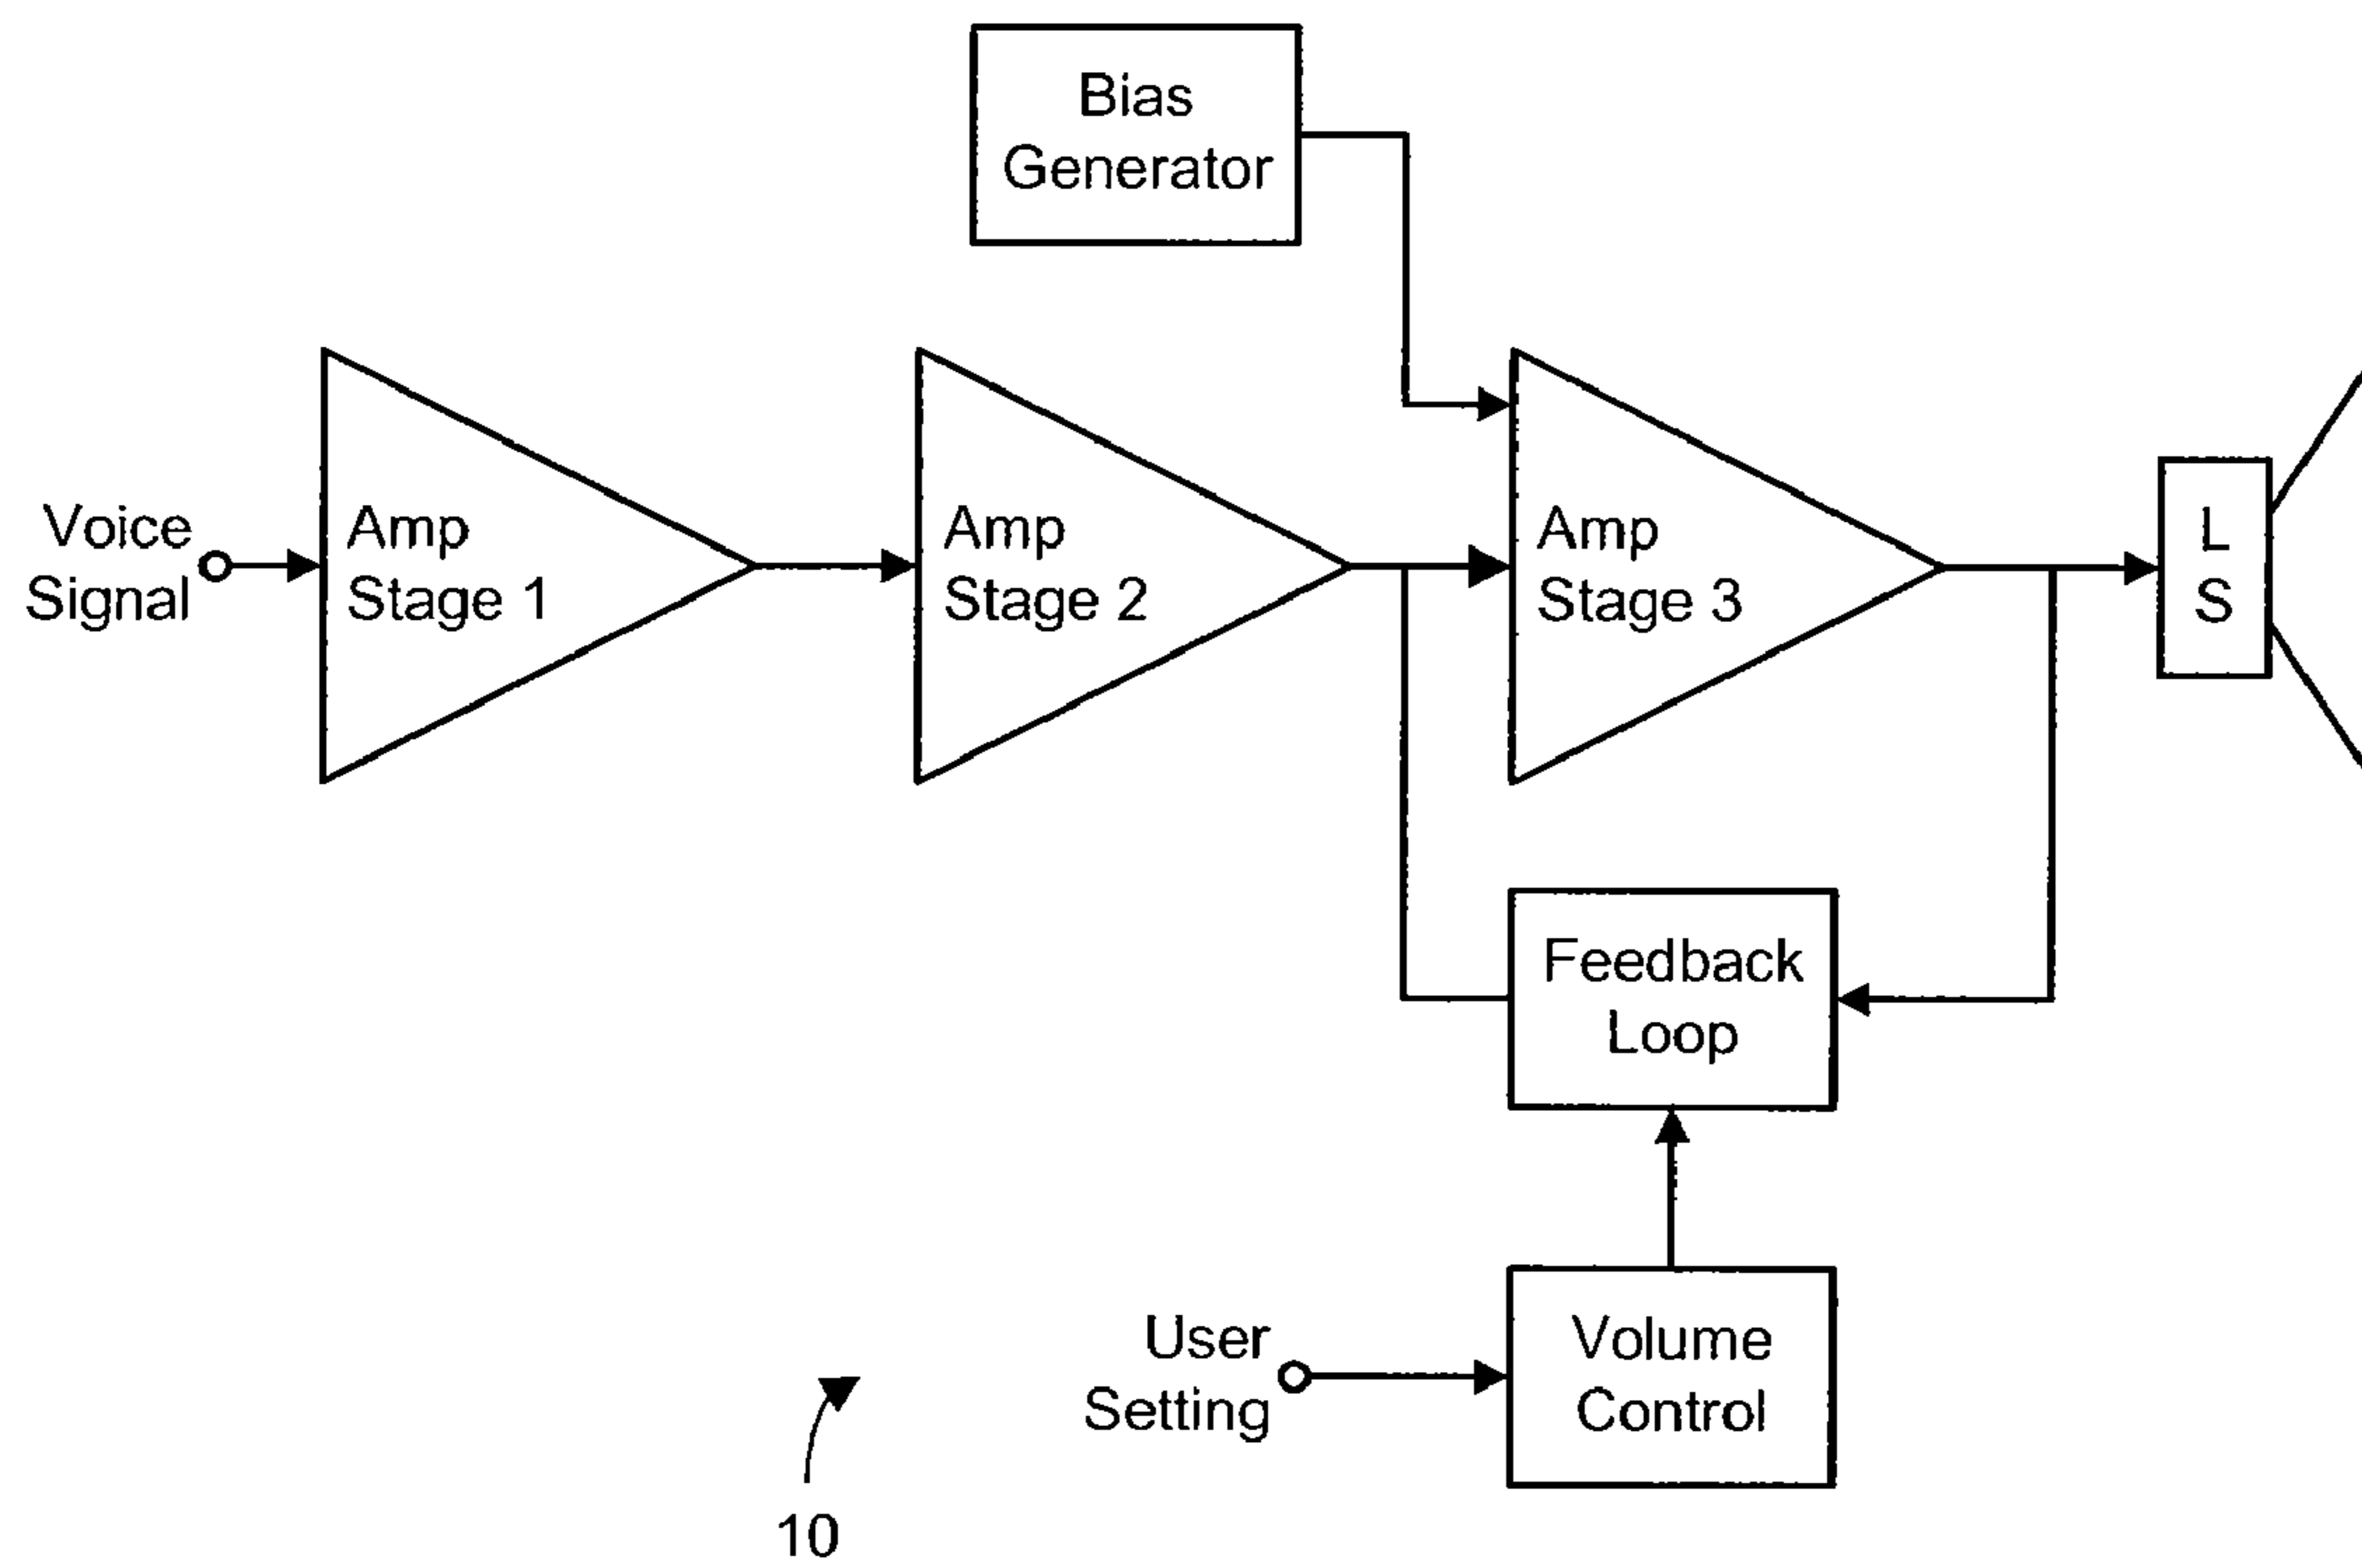 Bias
Generator
Voice
Signal
Amp
Stage 1
Amp
Stage 2
Amp
Stage 3
L
S
Feedback
Loop
User
Setting
Volume
Control
10